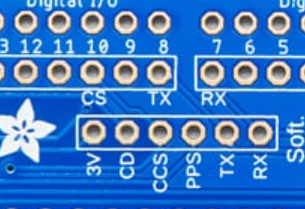 Digital I/O
3 12 11 10 9 8 7 6 5
CS TX RX
3V CD CCS PPS TX RX
Soft.